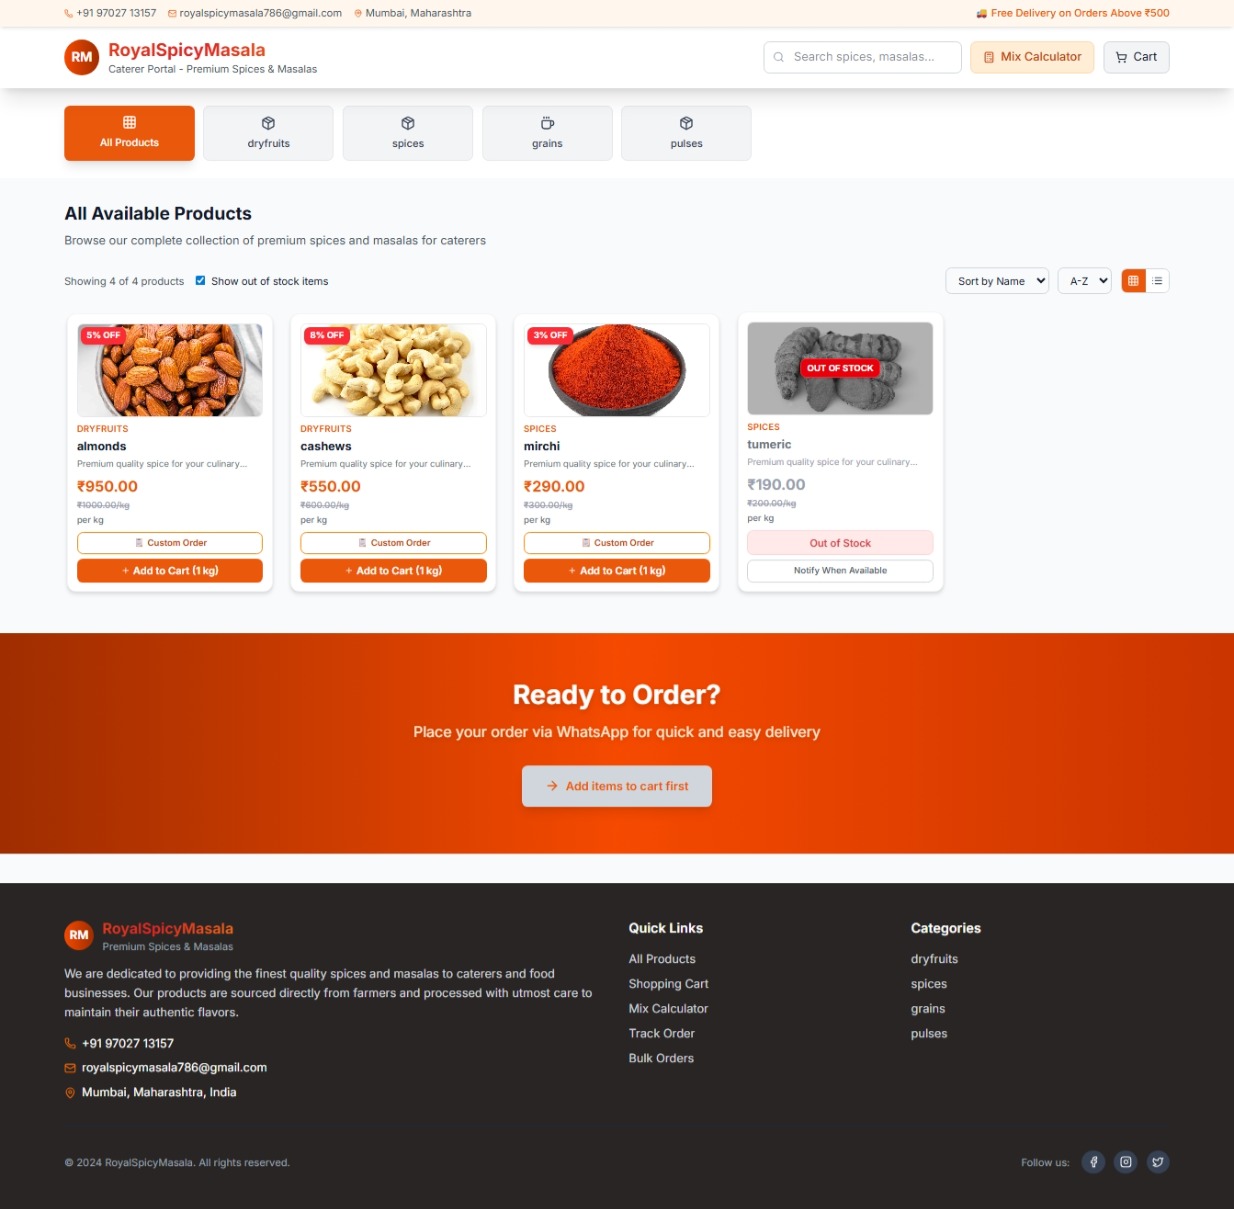 +91 97027 13157 royalspicymasala786@gmail.com Mumbai, Maharashtra
🚚 Free Delivery on Orders Above ₹500
RM
RoyalSpicyMasala
Caterer Portal - Premium Spices & Masalas
Search spices, masalas...
Mix Calculator
Cart
All Products
dryfruits
spices
grains
pulses
All Available Products
Browse our complete collection of premium spices and masalas for caterers
Showing 4 of 4 products
Show out of stock items
Sort by Name
A-Z
5% OFF
DRYFRUITS
almonds
Premium quality spice for your culinary...
₹950.00
₹1000.00/kg
per kg
Custom Order
+ Add to Cart (1 kg)
8% OFF
DRYFRUITS
cashews
Premium quality spice for your culinary...
₹550.00
₹600.00/kg
per kg
Custom Order
+ Add to Cart (1 kg)
3% OFF
SPICES
mirchi
Premium quality spice for your culinary...
₹290.00
₹300.00/kg
per kg
Custom Order
+ Add to Cart (1 kg)
OUT OF STOCK
SPICES
tumeric
Premium quality spice for your culinary...
₹190.00
₹200.00/kg
per kg
Out of Stock
Notify When Available
Ready to Order?
Place your order via WhatsApp for quick and easy delivery
Add items to cart first
RM
RoyalSpicyMasala
Premium Spices & Masalas
We are dedicated to providing the finest quality spices and masalas to caterers and food
businesses. Our products are sourced directly from farmers and processed with utmost care to
maintain their authentic flavors.
+91 97027 13157
royalspicymasala786@gmail.com
Mumbai, Maharashtra, India
Quick Links
All Products
Shopping Cart
Mix Calculator
Track Order
Bulk Orders
Categories
dryfruits
spices
grains
pulses
© 2024 RoyalSpicyMasala. All rights reserved.
Follow us: